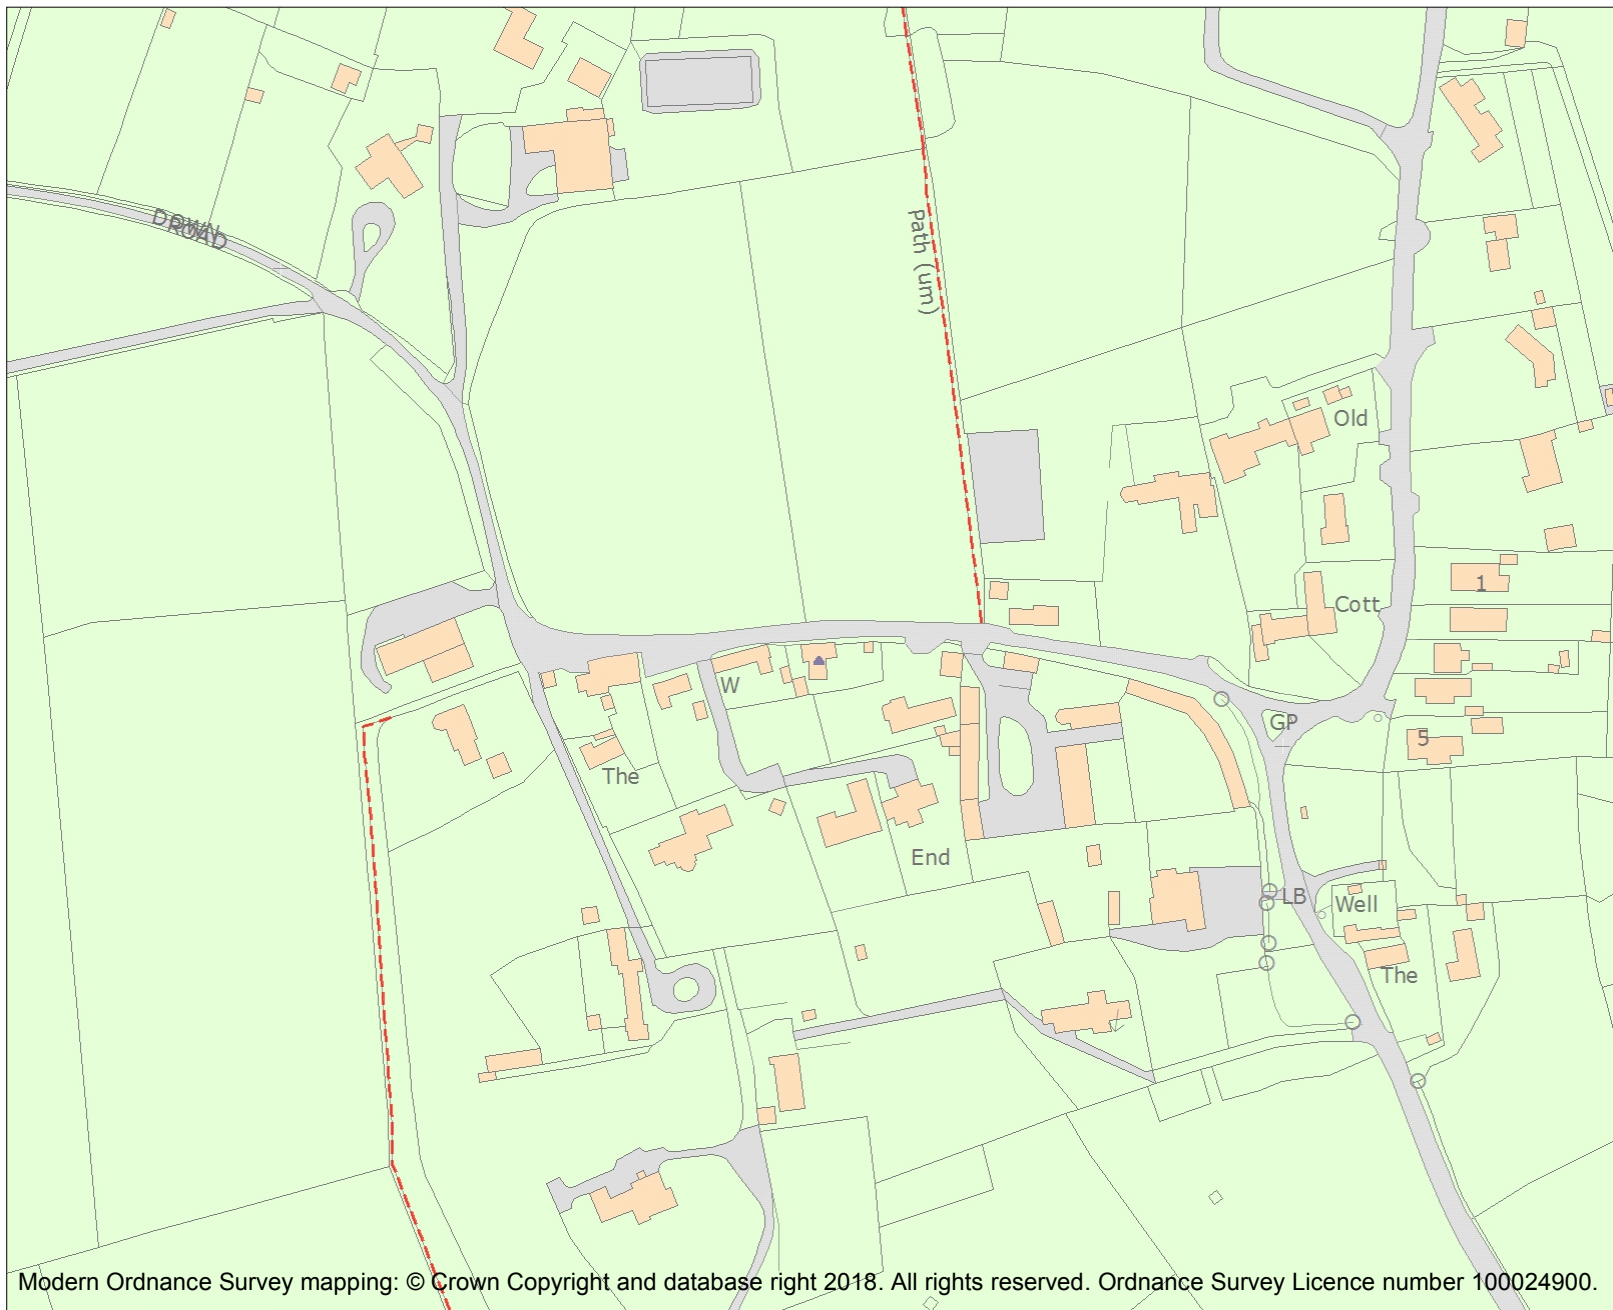 DOWN
ROAD
Path (um)
Old
1
Cott
W
GP
5
The
End
LB
Well
The
Modern Ordnance Survey mapping: © Crown Copyright and database right 2018. All rights reserved. Ordnance Survey Licence number 100024900.